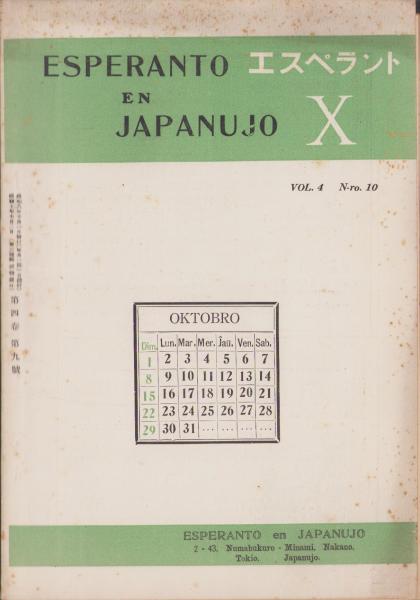 ESPERANTO エスペラント
EN
JAPANUJO X
VOL. 4 N-ro. 10
第四卷 第九號
OKTOBRO
Dim. Lun. Mar. Mer. Ĵaŭ. Ven. Sab.
1 2 3 4 5 6 7
8 9 10 11 12 13 14
15 16 17 18 19 20 21
22 23 24 25 26 27 28
29 30 31 ... ... ... ...
ESPERANTO en JAPANUJO
2 - 43, Numabukuro - Minami, Nakano,
Tokio. Japanujo.